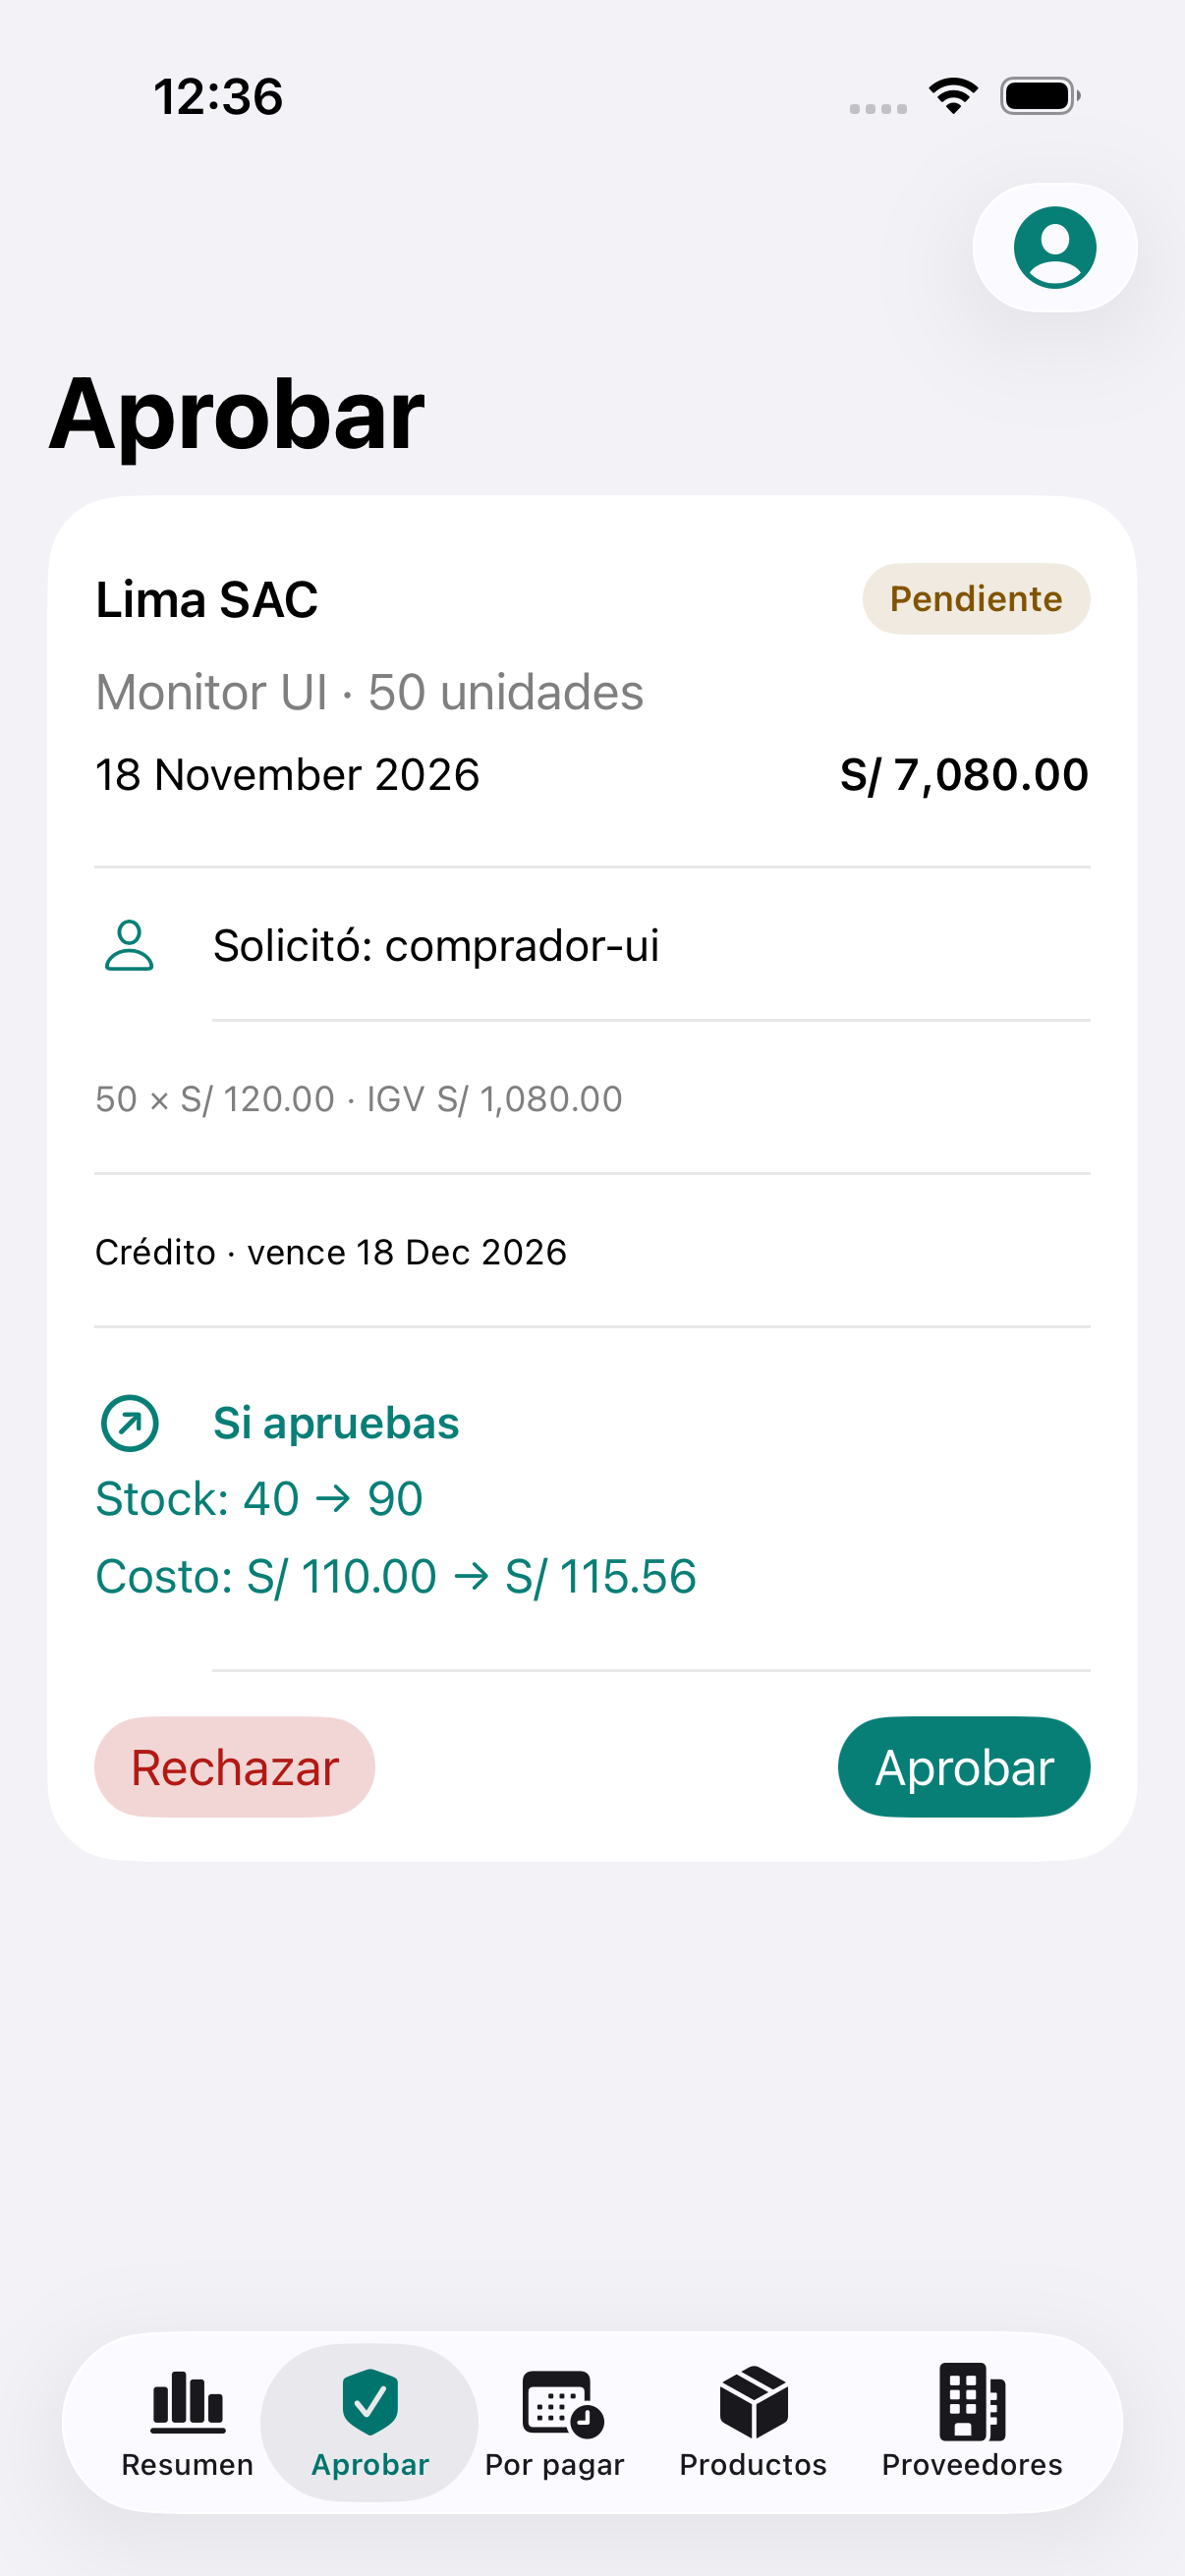 12:36
Aprobar
Lima SAC
Pendiente
Monitor UI · 50 unidades
18 November 2026
S/ 7,080.00
Solicitó: comprador-ui
50 × S/ 120.00 · IGV S/ 1,080.00
Crédito · vence 18 Dec 2026
Si apruebas
Stock: 40 → 90
Costo: S/ 110.00 → S/ 115.56
Rechazar
Aprobar
Resumen
Aprobar
Por pagar
Productos
Proveedores